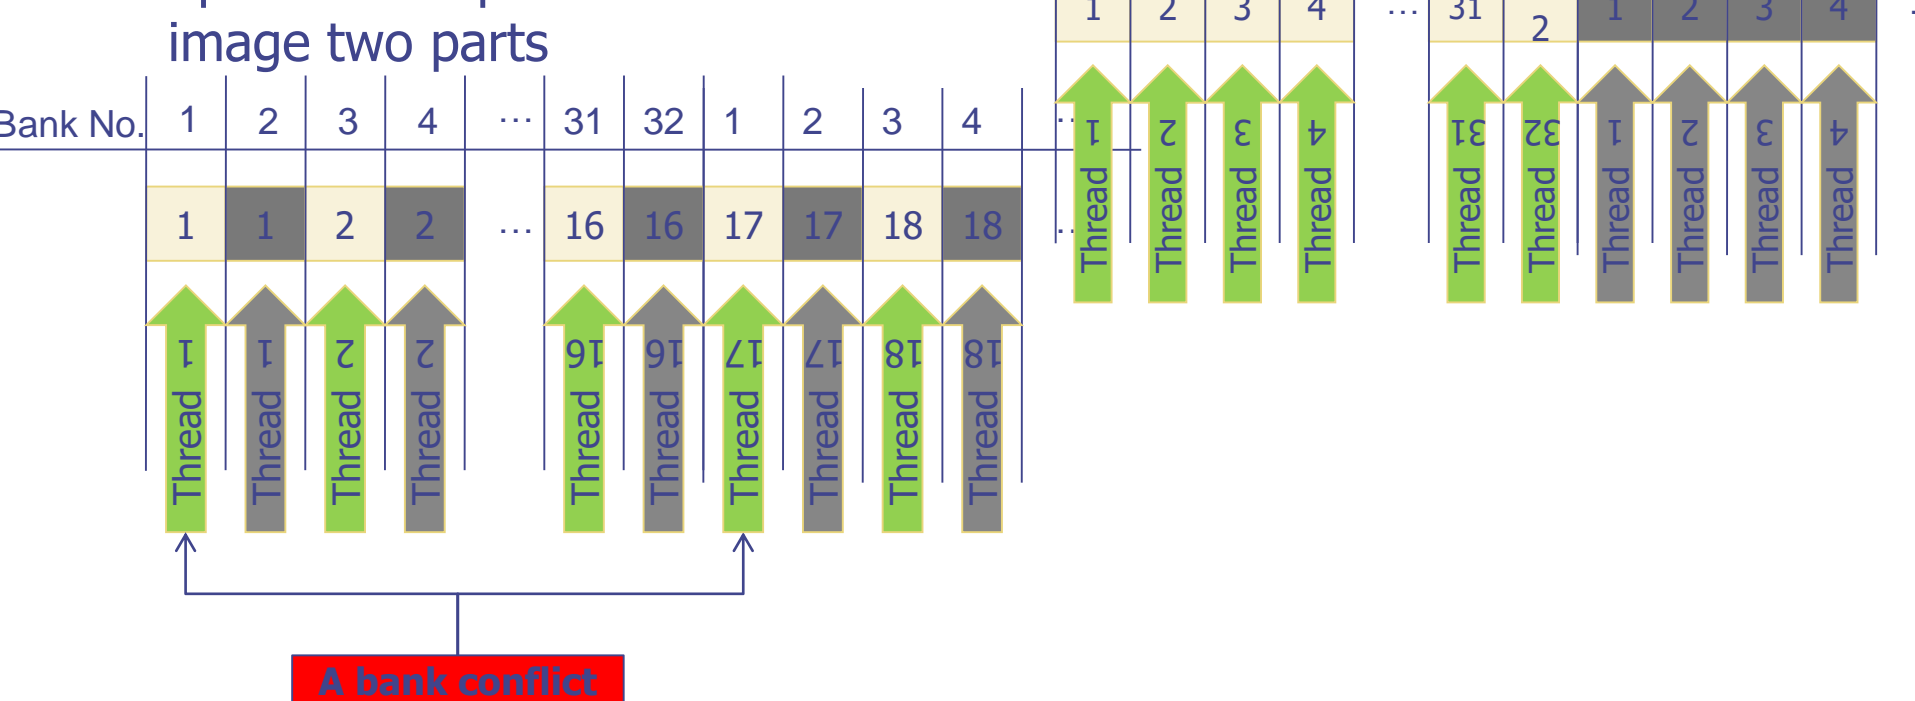 image two parts
Bank No. 1 2 3 4 ... 31 32 1 2 3 4 ...
1 1 2 2 ... 16 16 17 17 18 18 ...
Thread 1 Thread 1 Thread 2 Thread 2 Thread 16 Thread 16 Thread 17 Thread 17 Thread 18 Thread 18
A bank conflict
1 2 3 4 ... 31 2 1 2 3 4
Thread 1 Thread 2 Thread 3 Thread 4 Thread 31 Thread 32 Thread 1 Thread 2 Thread 3 Thread 4